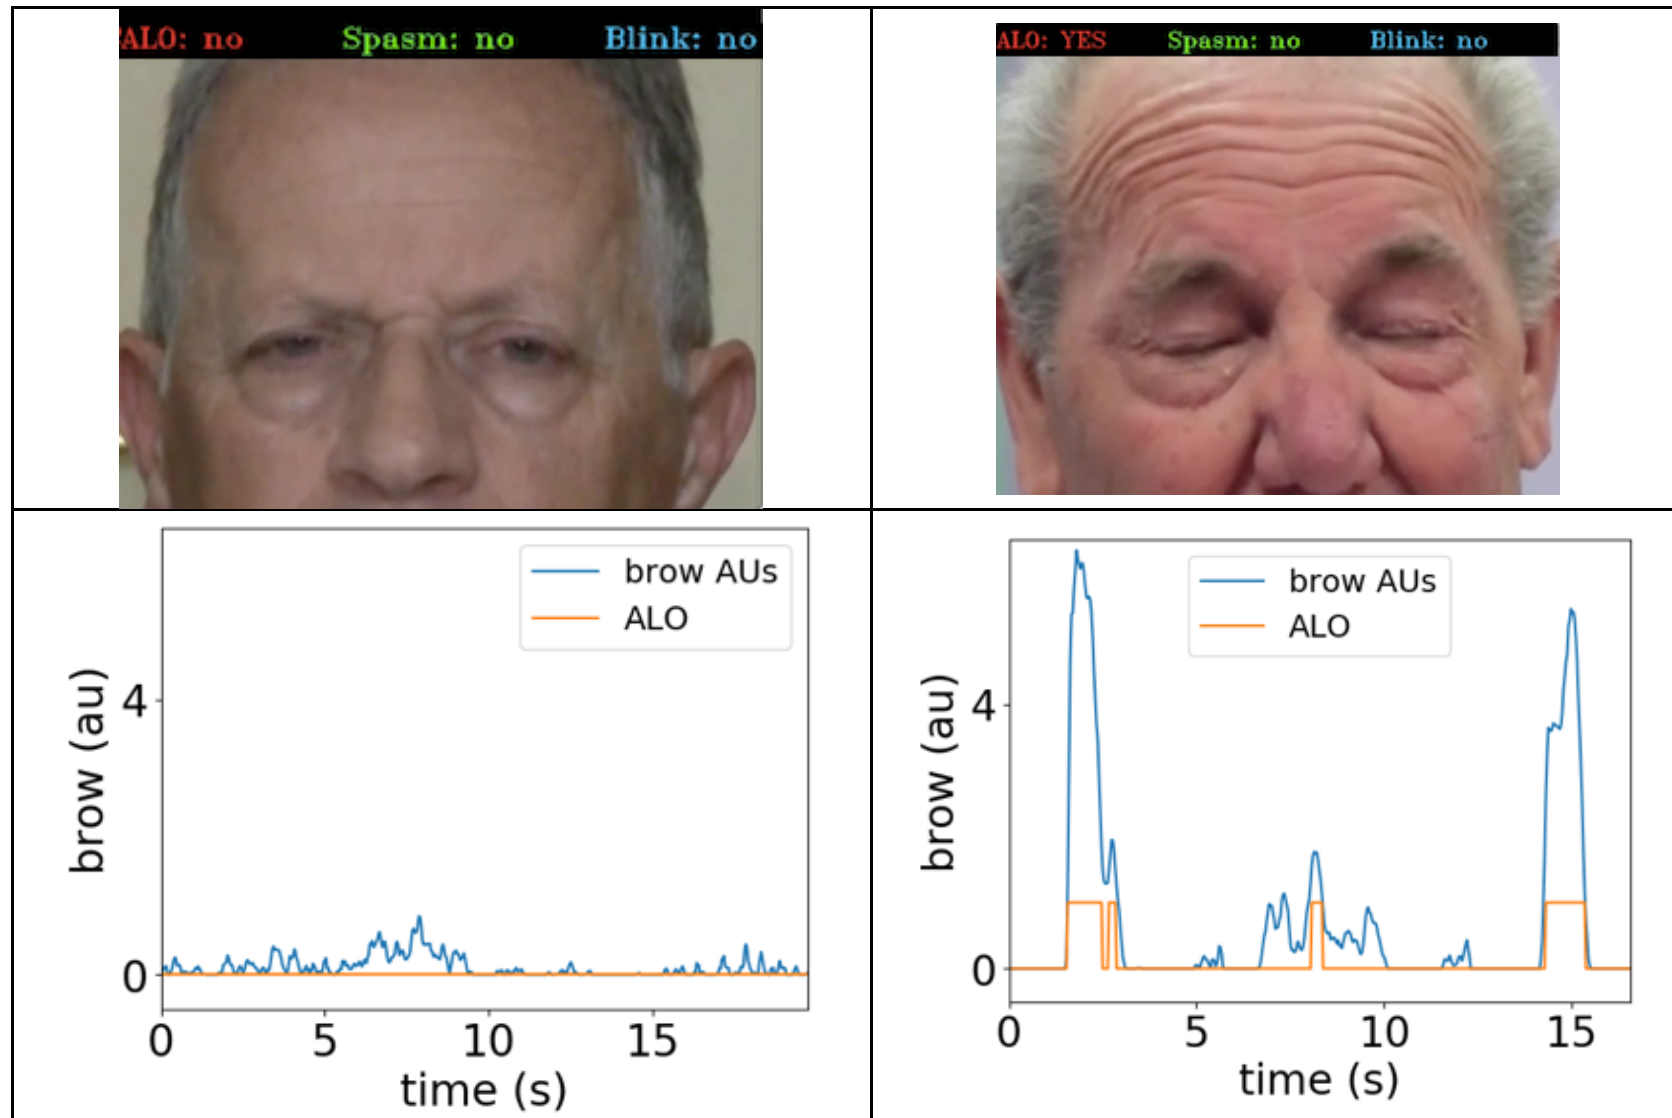 ALO: no Spasm: no Blink: no
ALO: YES Spasm: no Blink: no
brow AUs
ALO
brow (au)
4
0
0 5 10 15
time (s)
brow AUs
ALO
brow (au)
4
0
0 5 10 15
time (s)